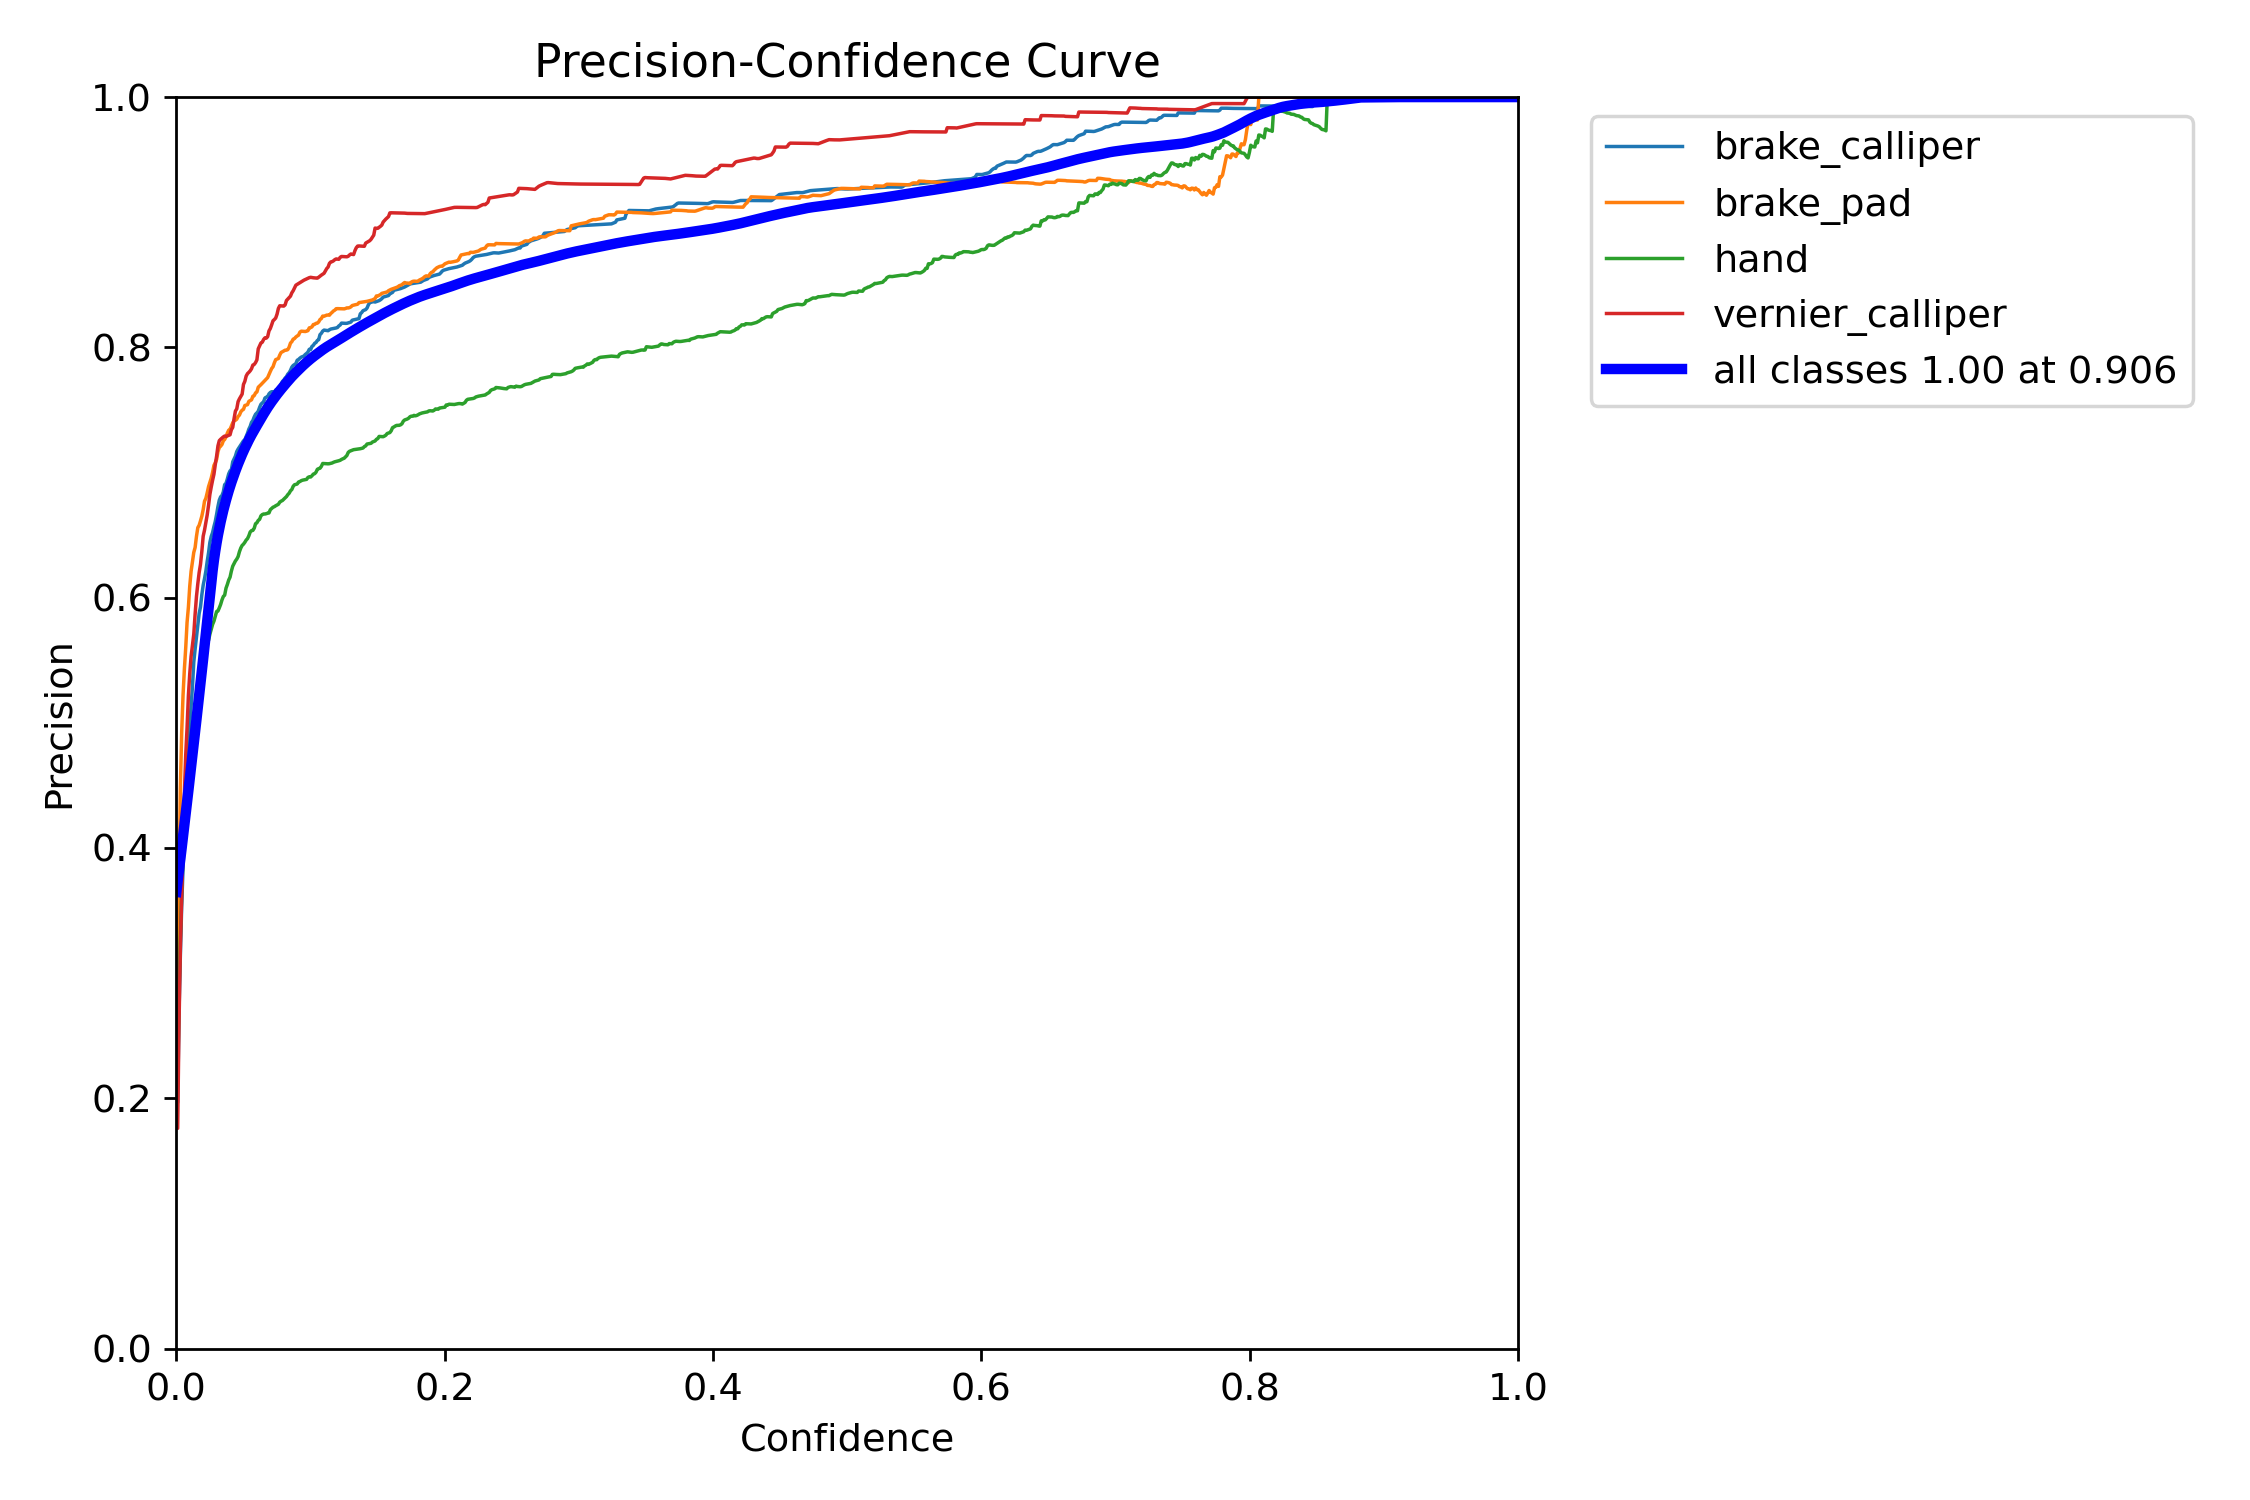 Precision-Confidence Curve
1.0
0.8
0.6
0.4
0.2
0.0
Precision
0.0 0.2 0.4 0.6 0.8 1.0
Confidence
brake_calliper
brake_pad
hand
vernier_calliper
all classes 1.00 at 0.906